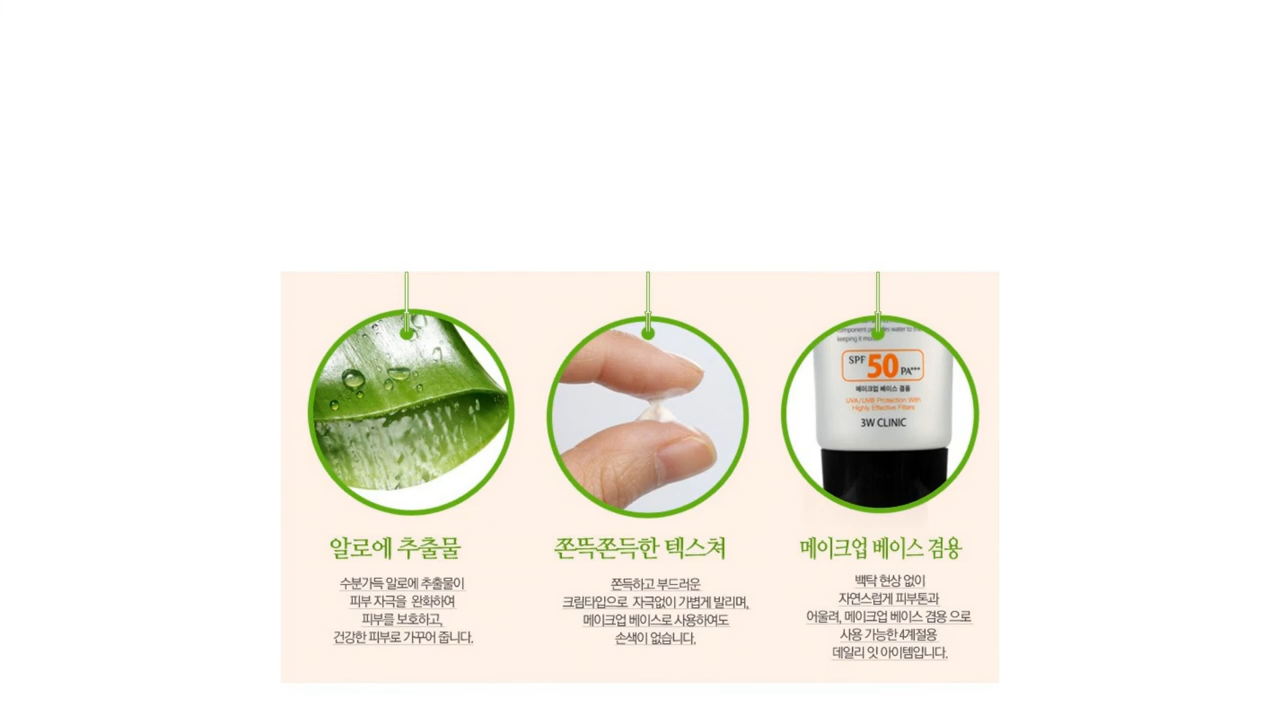 keeping it
SPF 50 PA+++
메이크업 베이스 겸용
UVA/UVB Protection With
Highly Effective Filters
3W CLINIC
알로에 추출물
수분가득 알로에 추출물이
피부 자극을 완화하여
피부를 보호하고,
건강한 피부로 가꾸어 줍니다.
쫀뜩쫀득한 텍스쳐
쫀득하고 부드러운
크림타입으로 자극없이 가볍게 발리며,
메이크업 베이스로 사용하여도
손색이 없습니다.
메이크업 베이스 겸용
백탁 현상 없이
자연스럽게 피부톤과
어울려, 메이크업 베이스 겸용 으로
사용 가능한 4계절용
데일리 잇 아이템입니다.